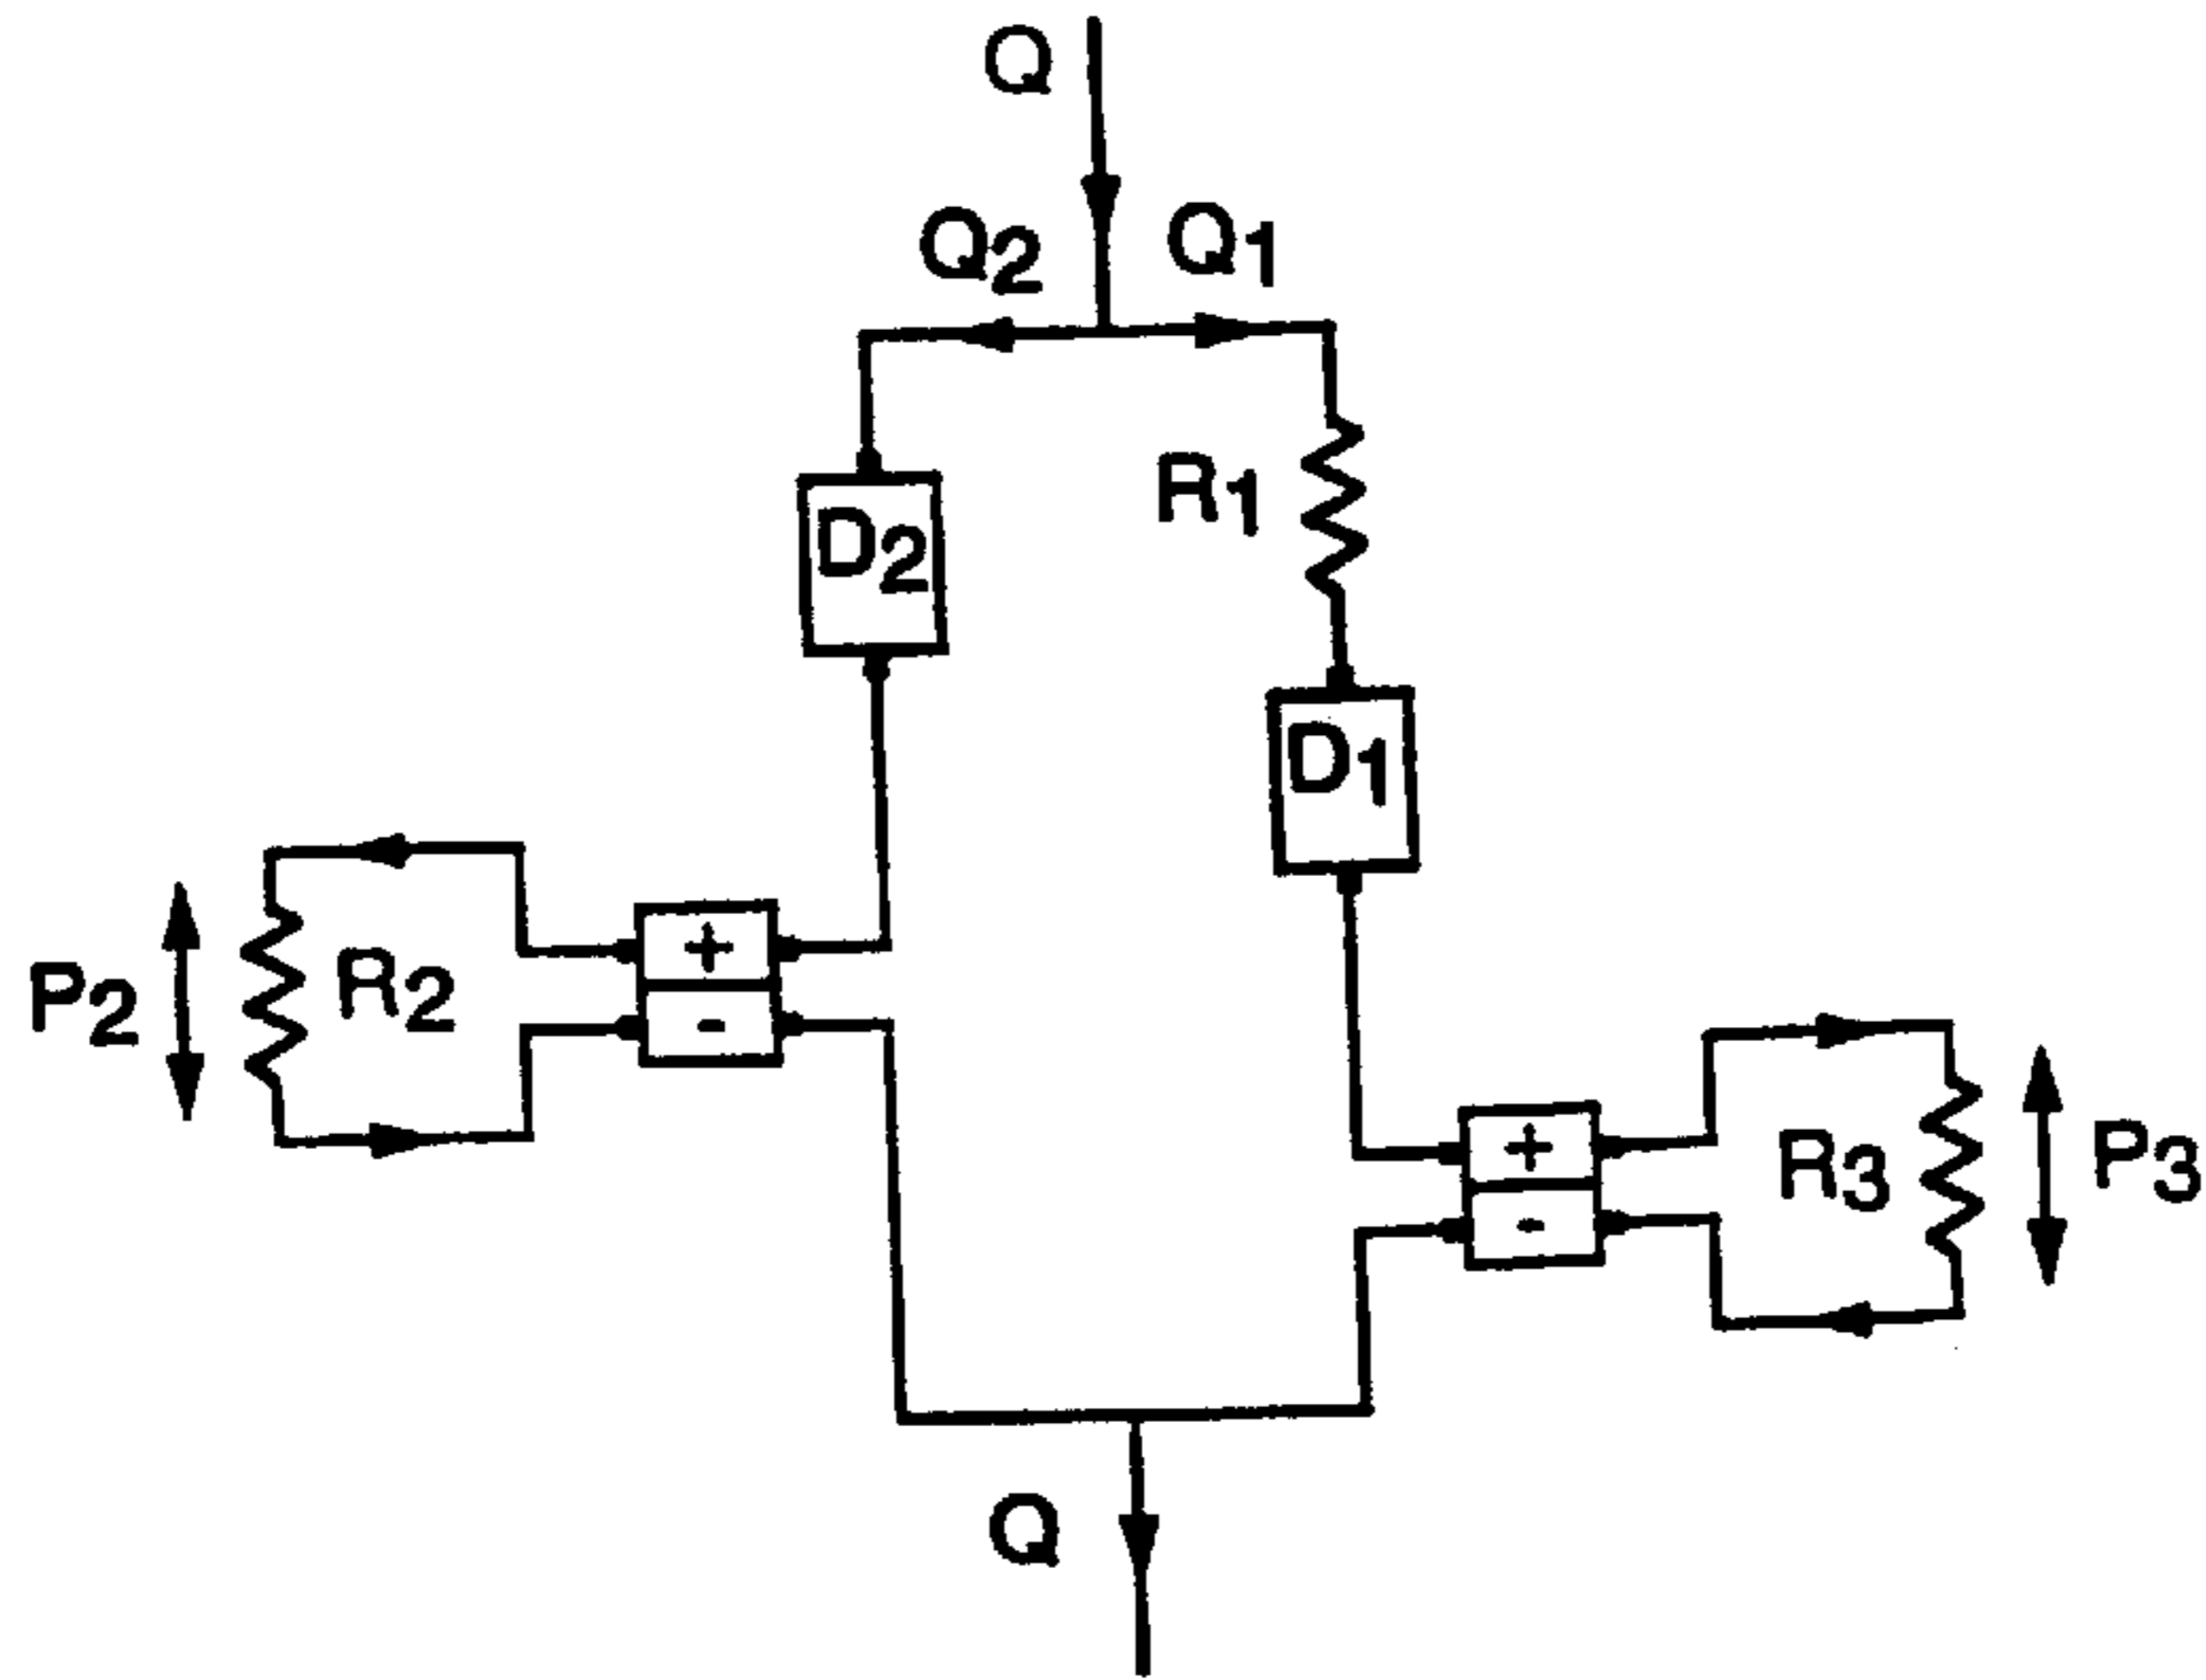 Q
Q2 Q1
R1
D2
D1
+
P2 R2
-
+
R3 P3
-
Q